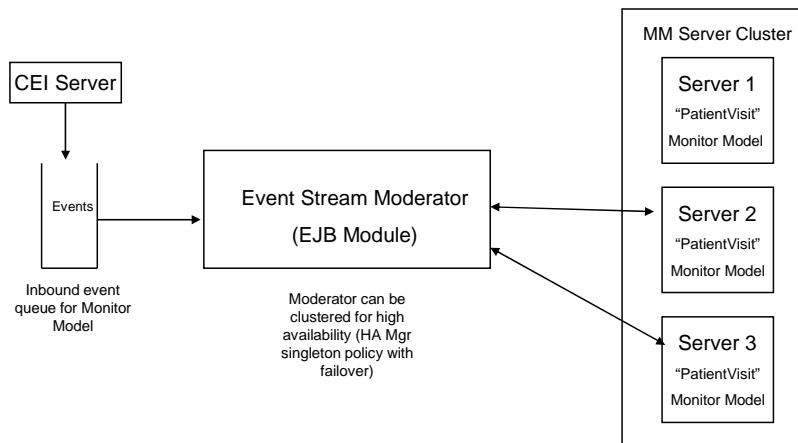 MM Server Cluster
CEI Server
Events
Inbound event
queue for Monitor
Model
Event Stream Moderator
(EJB Module)
Moderator can be
clustered for high
availability (HA Mgr
singleton policy with
failover)
Server 1
“PatientVisit”
Monitor Model
Server 2
“PatientVisit”
Monitor Model
Server 3
“PatientVisit”
Monitor Model